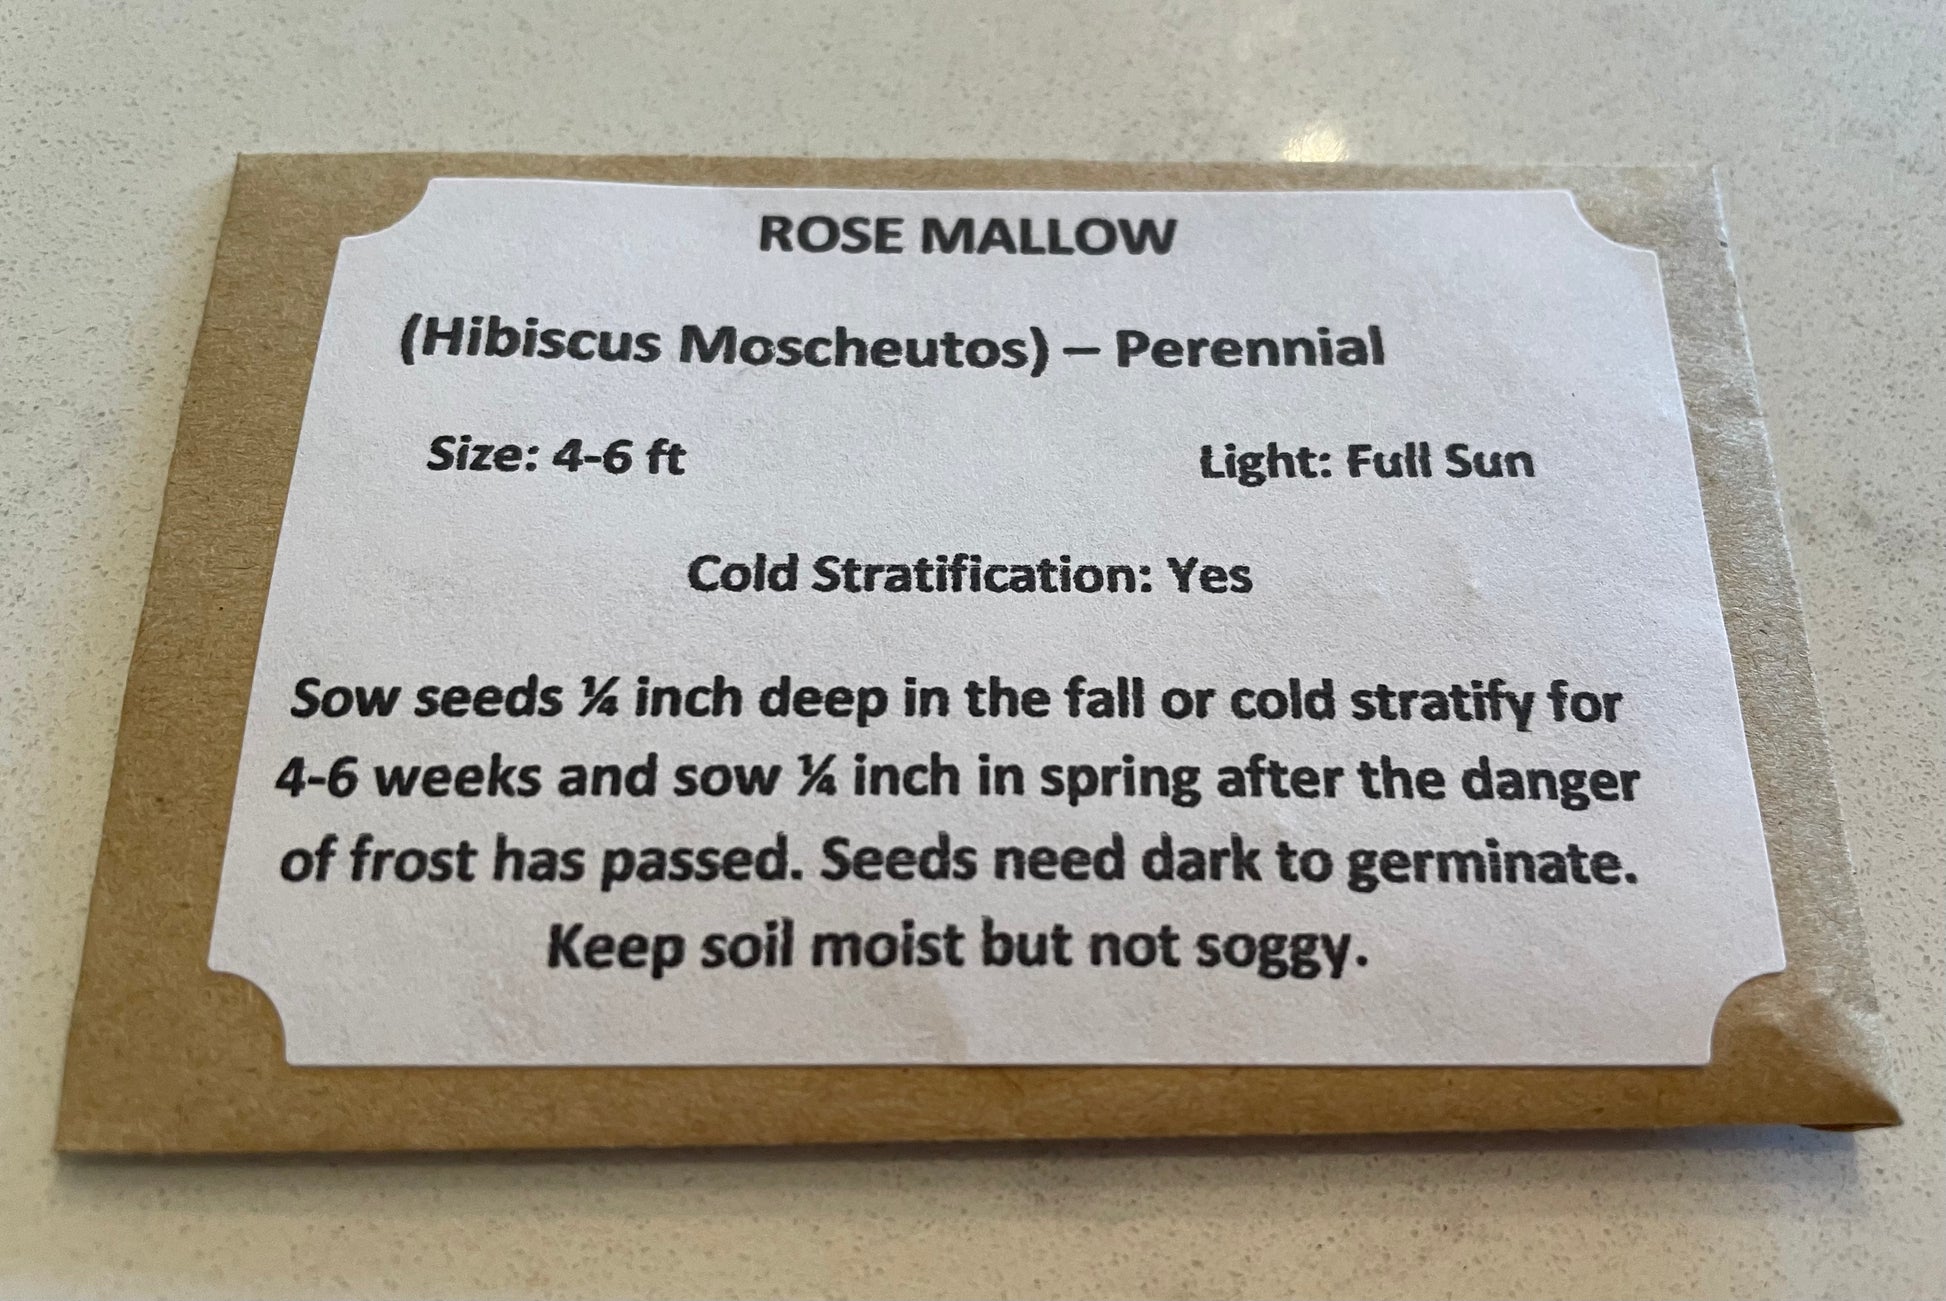 ROSE MALLOW
(Hibiscus Moscheutos) – Perennial
Size: 4-6 ft Light: Full Sun
Cold Stratification: Yes
Sow seeds ¼ inch deep in the fall or cold stratify for
4-6 weeks and sow ¼ inch in spring after the danger
of frost has passed. Seeds need dark to germinate.
Keep soil moist but not soggy.